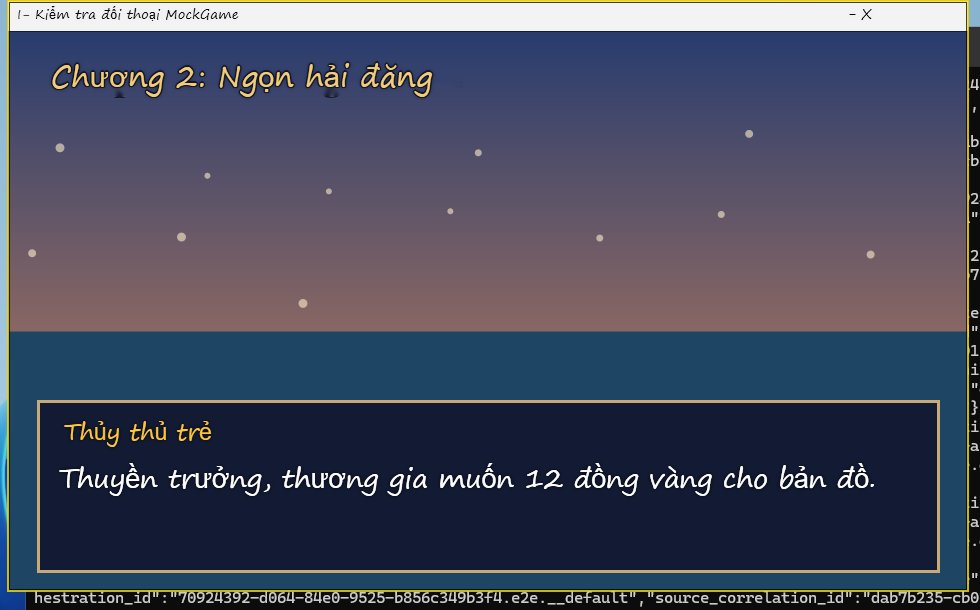 I- Kiểm tra đối thoại MockGame
- X
Chương 2: Ngọn hải đăng
Thủy thủ trẻ
Thuyền trưởng, thương gia muốn 12 đồng vàng cho bản đồ.
hestration_id":"70924392-d064-84e0-9525-b856c349b3f4.e2e.__default","source_correlation_id":"dab7b235-cb